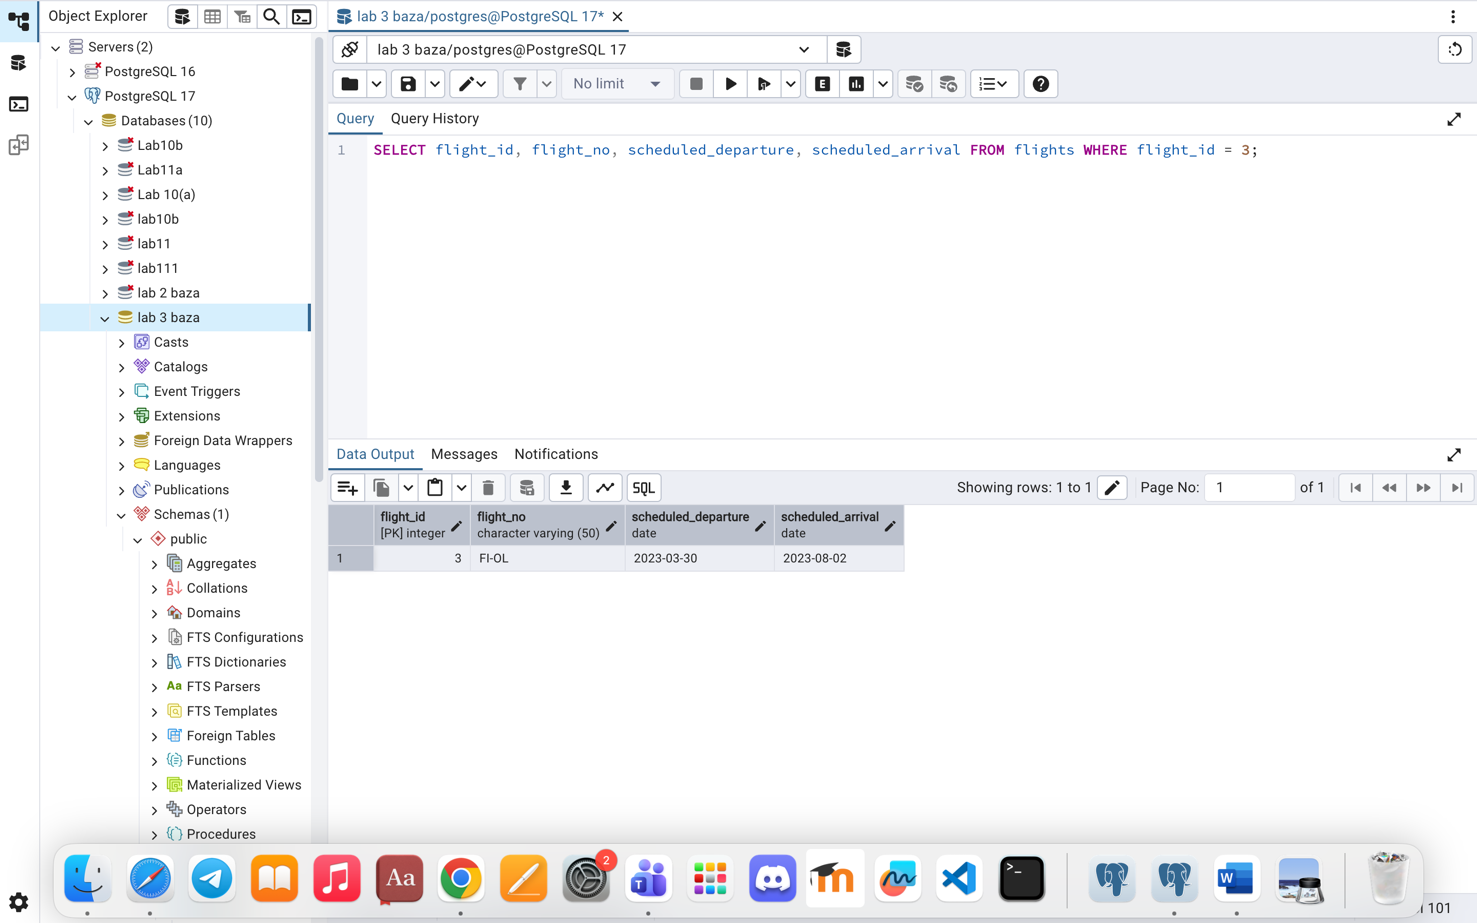 Object Explorer
lab 3 baza/postgres@PostgreSQL 17*
Servers (2)
PostgreSQL 16
PostgreSQL 17
Databases (10)
Lab10b
Lab11a
Lab 10(a)
lab10b
lab11
lab111
lab 2 baza
lab 3 baza
Casts
Catalogs
Event Triggers
Extensions
Foreign Data Wrappers
Languages
Publications
Schemas (1)
public
Aggregates
Collations
Domains
FTS Configurations
FTS Dictionaries
Aa FTS Parsers
FTS Templates
Foreign Tables
Functions
Materialized Views
Operators
Procedures
lab 3 baza/postgres@PostgreSQL 17
No limit
E
Query Query History
1 SELECT flight_id, flight_no, scheduled_departure, scheduled_arrival FROM flights WHERE flight_id = 3;
Data Output Messages Notifications
SQL
Showing rows: 1 to 1
Page No: 1 of 1
flight_id
[PK] integer
flight_no
character varying (50)
scheduled_departure
date
scheduled_arrival
date
1 3 FI-OL 2023-03-30 2023-08-02
Aa
2
T
>_
W
101